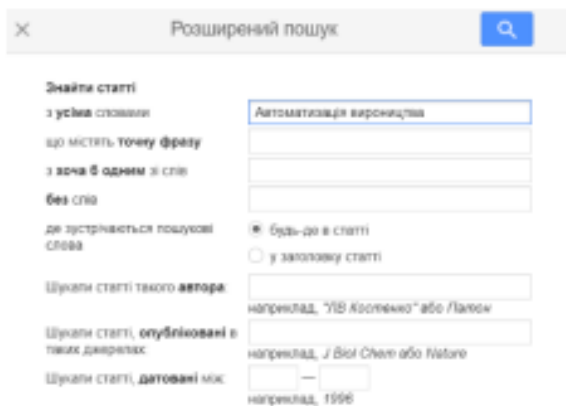 Розширений пошук
Знайти статті
з усіма словами
Автоматизація вироництва
що містять точну фразу
з хоча б одним зі слів
без слів
де зустрічаються пошукові слова
будь-де в статті
у заголовку статті
Шукати статті такого автора:
наприклад, "ЛВ Костенко" або Патон
Шукати статті, опубліковані в таких джерелах:
наприклад, J Biol Chem або Nature
Шукати статті, датовані між:
—
наприклад, 1996